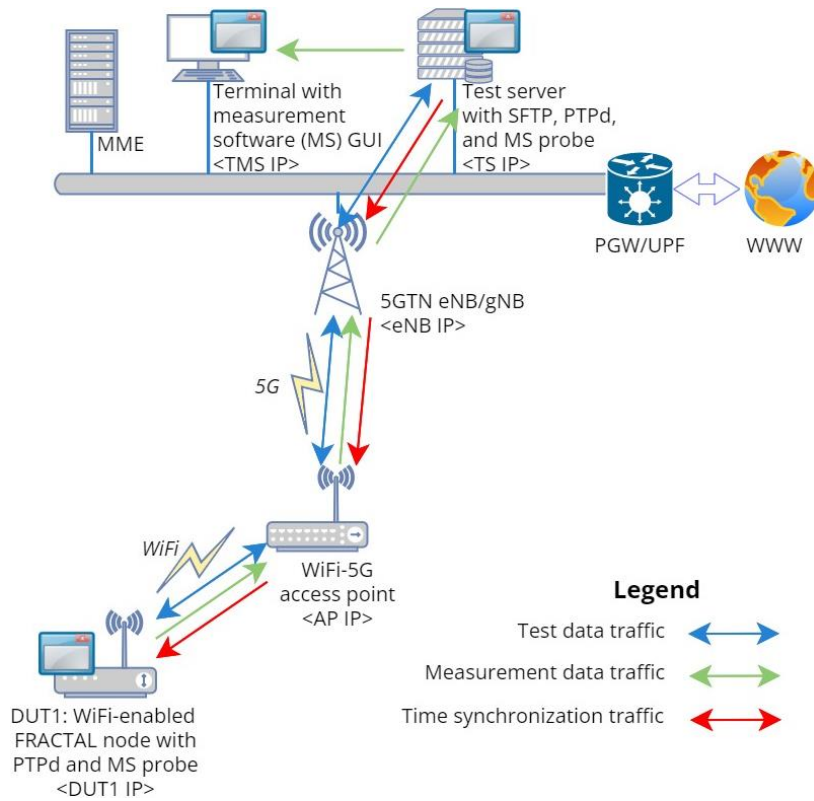 MME
Terminal with
measurement
software (MS) GUI
<TMS IP>
Test server
with SFTP, PTPd,
and MS probe
<TS IP>
PGW/UPF
WWW
5GTN eNB/gNB
<eNB IP>
5G
WiFi
WiFi-5G
access point
<AP IP>
DUT1: WiFi-enabled
FRACTAL node with
PTPd and MS probe
<DUT1 IP>
Legend
Test data traffic
Measurement data traffic
Time synchronization traffic